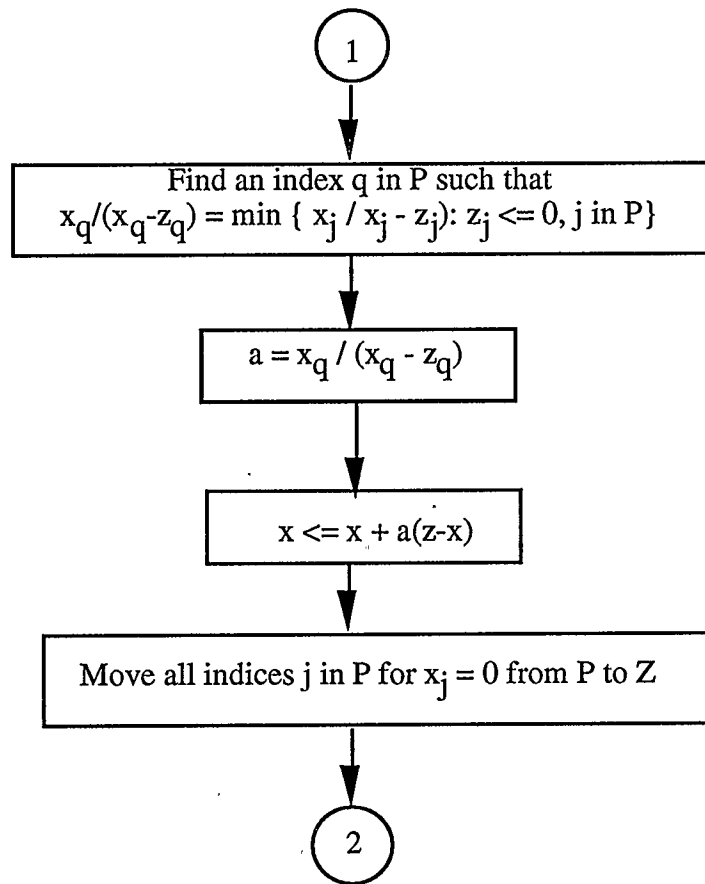 1
Find an index q in P such that
x_q/(x_q-z_q) = min { x_j / x_j - z_j): z_j <= 0, j in P}
a = x_q / (x_q - z_q)
x <= x + a(z-x)
Move all indices j in P for x_j = 0 from P to Z
2